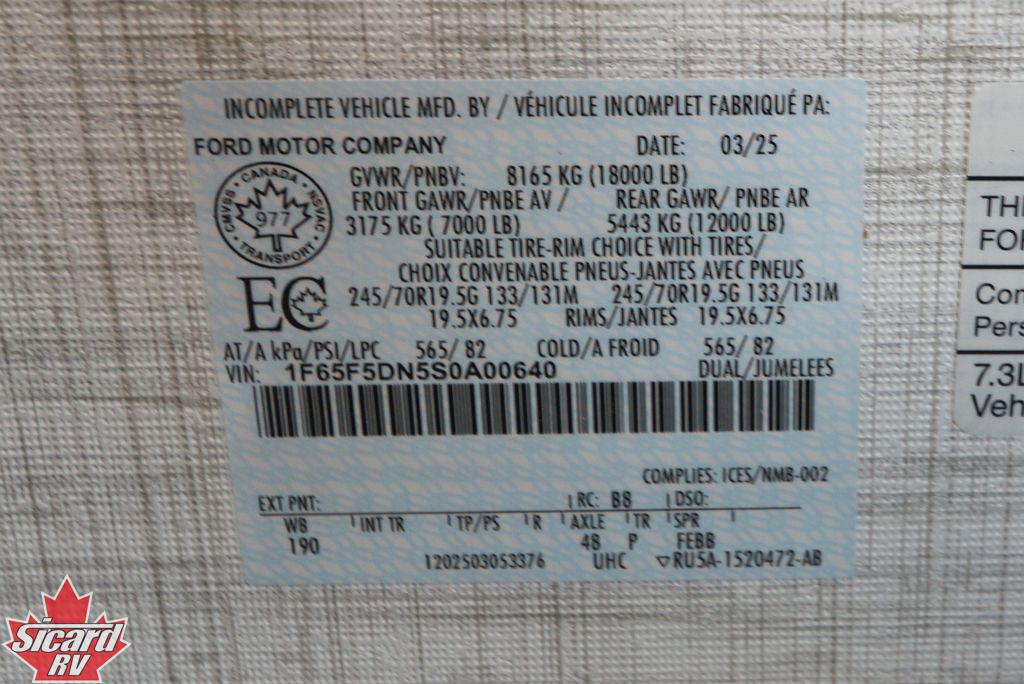 INCOMPLETE VEHICLE MFD. BY / VÉHICULE INCOMPLET FABRIQUÉ PA:
FORD MOTOR COMPANY DATE: 03/25
GVWR/PNBV: 8165 KG (18000 LB)
FRONT GAWR/PNBE AV / REAR GAWR/ PNBE AR
3175 KG ( 7000 LB) 5443 KG (12000 LB)
CANADA · NSVAC · TRANSPORT · CMVSS
977
SUITABLE TIRE-RIM CHOICE WITH TIRES/
CHOIX CONVENABLE PNEUS-JANTES AVEC PNEUS
EC
245/70R19.5G 133/131M 245/70R19.5G 133/131M
19.5X6.75 RIMS/JANTES 19.5X6.75
AT/A kPa/PSI/LPC 565/ 82 COLD/A FROID 565/ 82
VIN: 1F65F5DN5S0A00640 DUAL/JUMELEES
COMPLIES: ICES/NMB-002
EXT PNT: RC: B8 DSO:
WB INT TR TP/PS R AXLE TR SPR
190 48 P FEBB
1202503053376 UHC RU5A-1520472-AB
FO
Con
Pers
7.3L
Veh
Sicard
RV